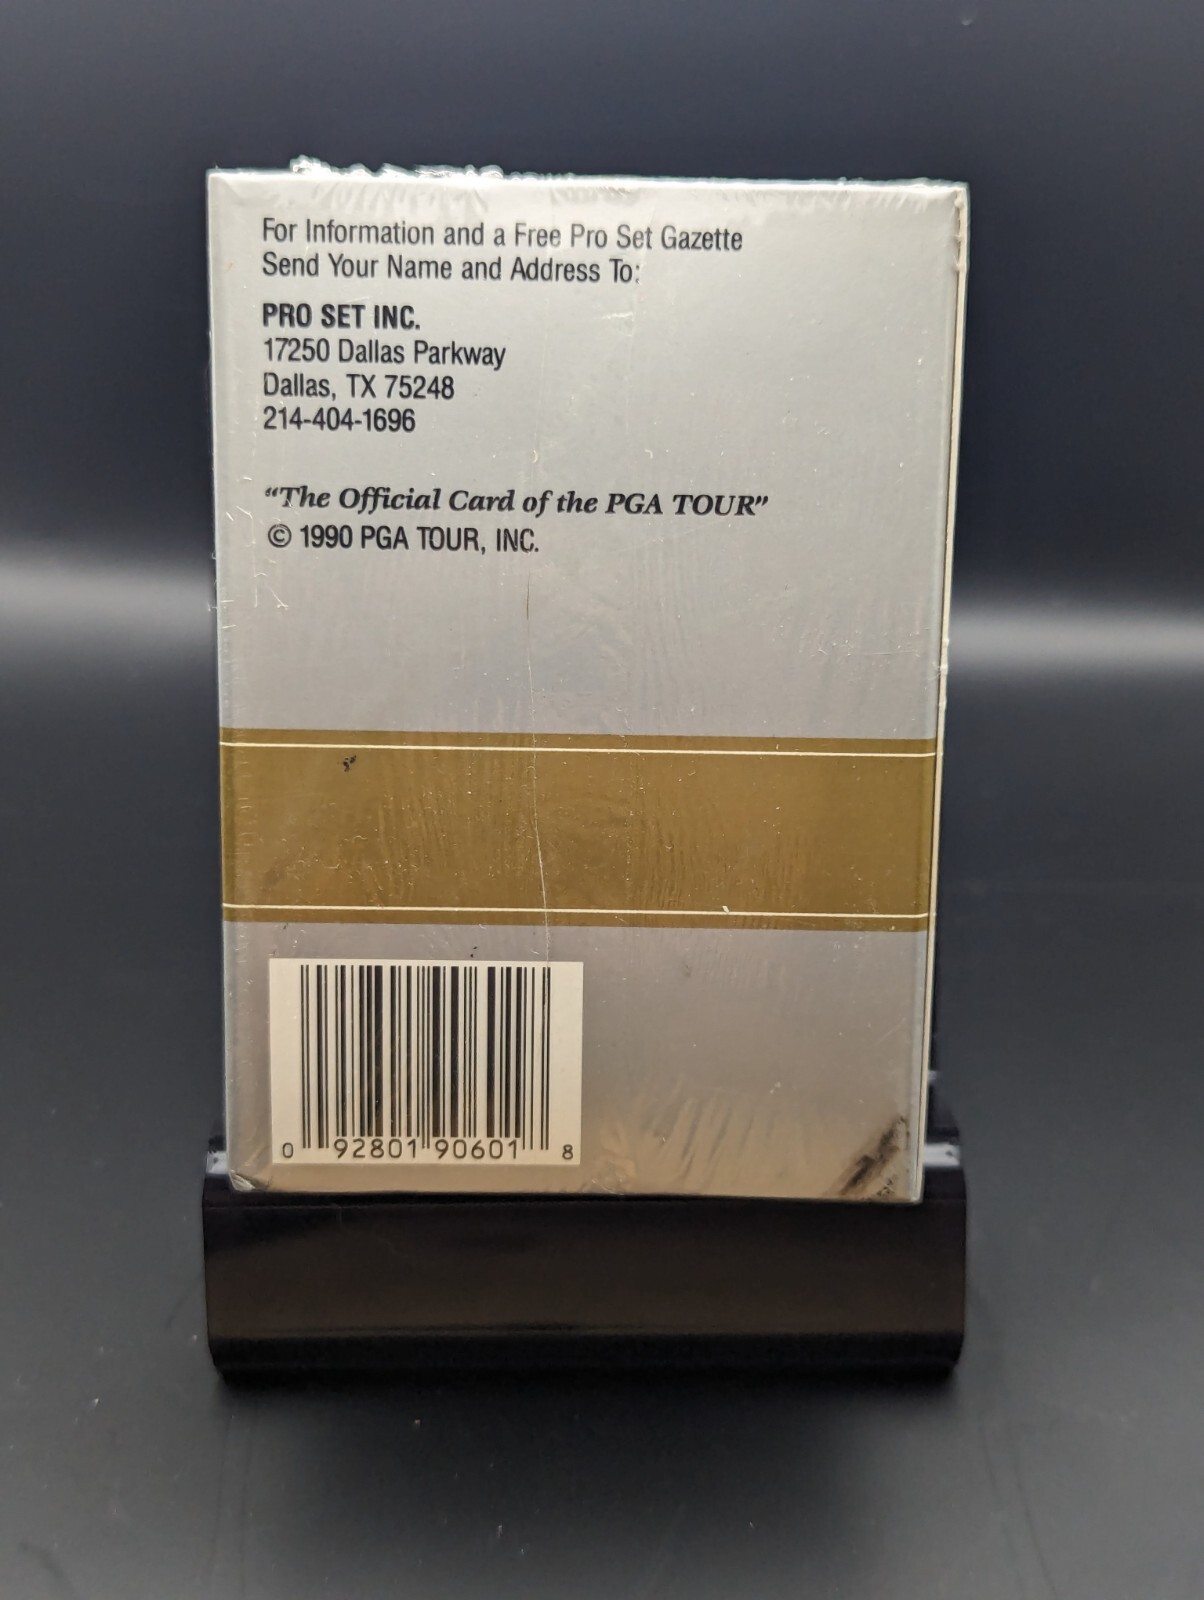 For Information and a Free Pro Set Gazette
Send Your Name and Address To:
PRO SET INC.
17250 Dallas Parkway
Dallas, TX 75248
214-404-1696
“The Official Card of the PGA TOUR”
© 1990 PGA TOUR, INC.
0 92801 90601 8